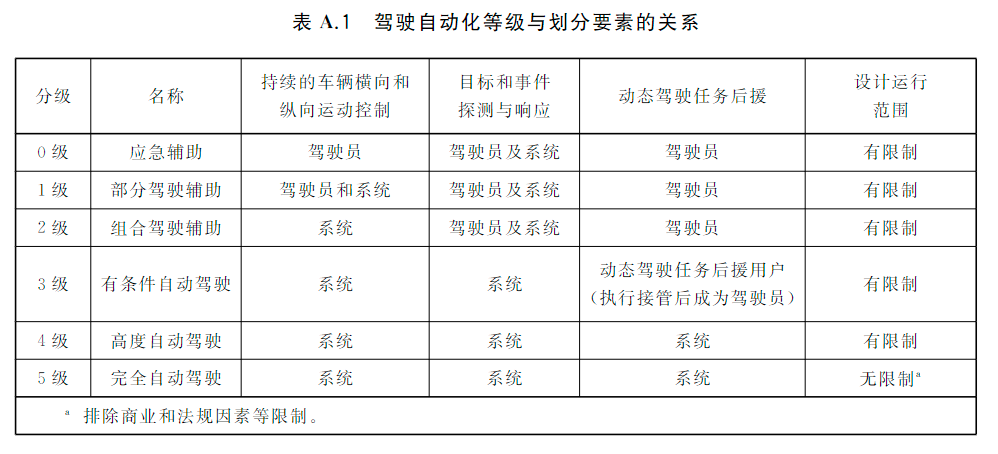 表 A.1 驾驶自动化等级与划分要素的关系
分级 名称 持续的车辆横向和纵向运动控制 目标和事件探测与响应 动态驾驶任务后援 设计运行范围
0级 应急辅助 驾驶员 驾驶员及系统 驾驶员 有限制
1级 部分驾驶辅助 驾驶员和系统 驾驶员及系统 驾驶员 有限制
2级 组合驾驶辅助 系统 驾驶员及系统 驾驶员 有限制
3级 有条件自动驾驶 系统 系统 动态驾驶任务后援用户（执行接管后成为驾驶员） 有限制
4级 高度自动驾驶 系统 系统 系统 有限制
5级 完全自动驾驶 系统 系统 系统 无限制a
a 排除商业和法规因素等限制。